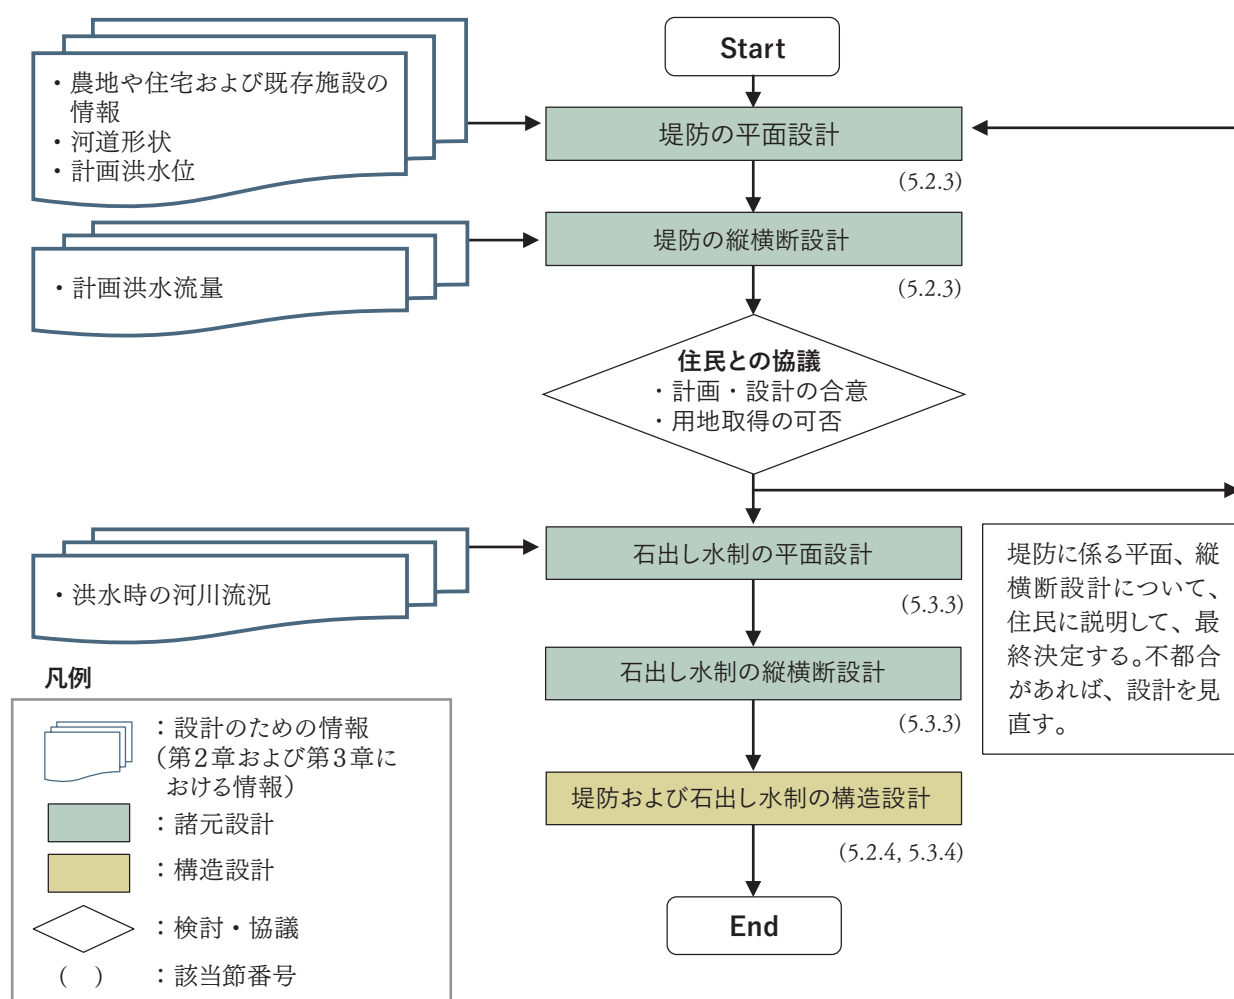 Start
・農地や住宅および既存施設の
情報
・河道形状
・計画洪水位
堤防の平面設計
(5.2.3)
・計画洪水流量
堤防の縦横断設計
(5.2.3)
住民との協議
・計画・設計の合意
・用地取得の可否
・洪水時の河川流況
石出し水制の平面設計
(5.3.3)
堤防に係る平面、縦
横断設計について、
住民に説明して、最
終決定する。不都合
があれば、設計を見
直す。
石出し水制の縦横断設計
(5.3.3)
堤防および石出し水制の構造設計
(5.2.4, 5.3.4)
End
凡例
：設計のための情報
(第2章および第3章に
おける情報)
：諸元設計
：構造設計
：検討・協議
(　)　：該当節番号